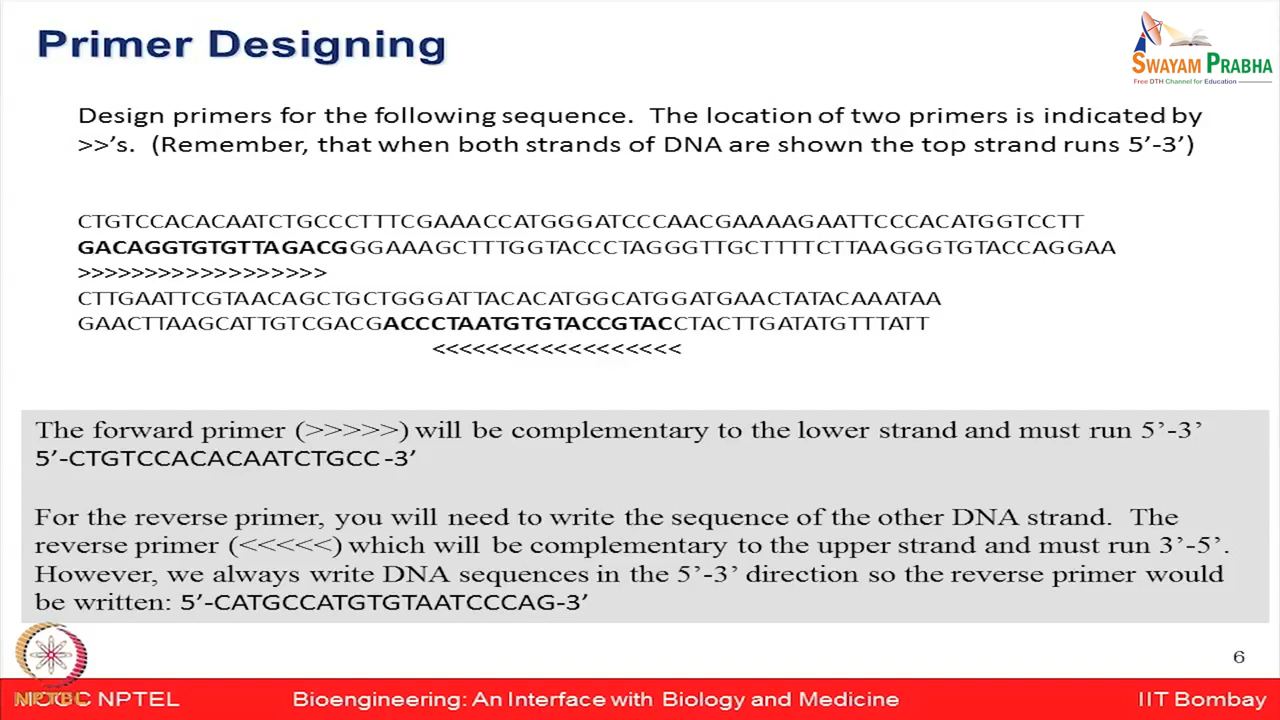 Primer Designing
SWAYAM PRABHA
Free DTH Channel for Education
Design primers for the following sequence. The location of two primers is indicated by
>>'s. (Remember, that when both strands of DNA are shown the top strand runs 5'-3')
CTGTCCACACAATCTGCCCTTTCGAAACCATGGGATCCCAACGAAAAGAATTCCCACATGGTCCTT
GACAGGTGTGTTAGACGGGAAAGCTTTGGTACCCTAGGGTTGCTTTTCTTAAGGGTGTACCAGGAA
>>>>>>>>>>>>>>>>>>>
CTTGAATTCGTAACAGCTGCTGGGATTACACATGGCATGGATGAACTATACAAATAA
GAACTTAAGCATTGTCGACGACCCTAATGTGTACCGTACCTACTTGATATGTTTATT
<<<<<<<<<<<<<<<<<<<
The forward primer (>>>>>) will be complementary to the lower strand and must run 5'-3'
5'-CTGTCCACACAATCTGCC-3'
For the reverse primer, you will need to write the sequence of the other DNA strand. The
reverse primer (<<<<<) which will be complementary to the upper strand and must run 3'-5'.
However, we always write DNA sequences in the 5'-3' direction so the reverse primer would
be written: 5'-CATGCCATGTGTAATCCCAG-3'
6
NPTEL
Bioengineering: An Interface with Biology and Medicine
IIT Bombay